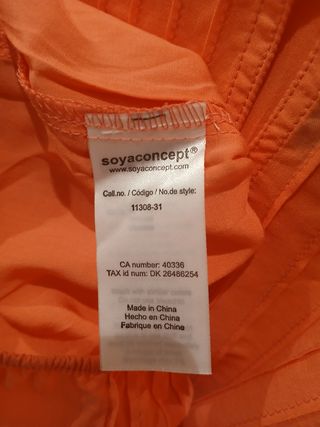 soyaconcept®
www.soyaconcept.com
Call.no. / Código / No.de style:
11308-31
CA number: 40336
TAX id num: DK 26486254
Made in China
Hecho en China
Fabrique en Chine